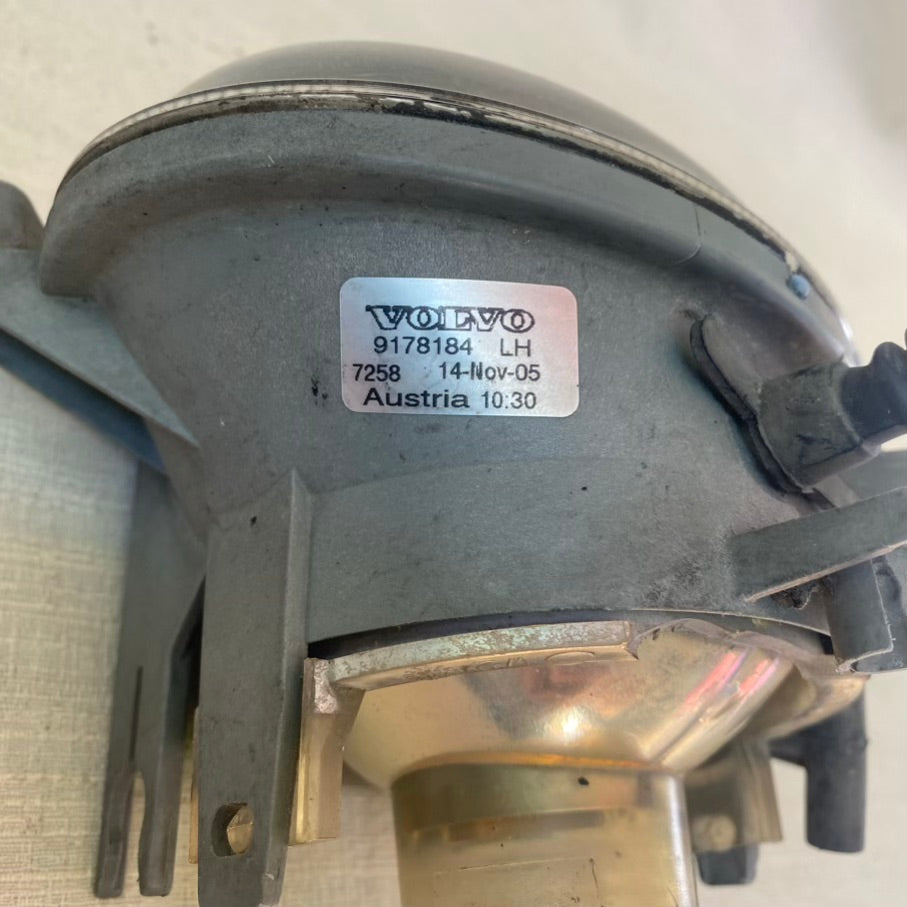 VOLVO
9178184 LH
7258 14-Nov-05
Austria 10:30